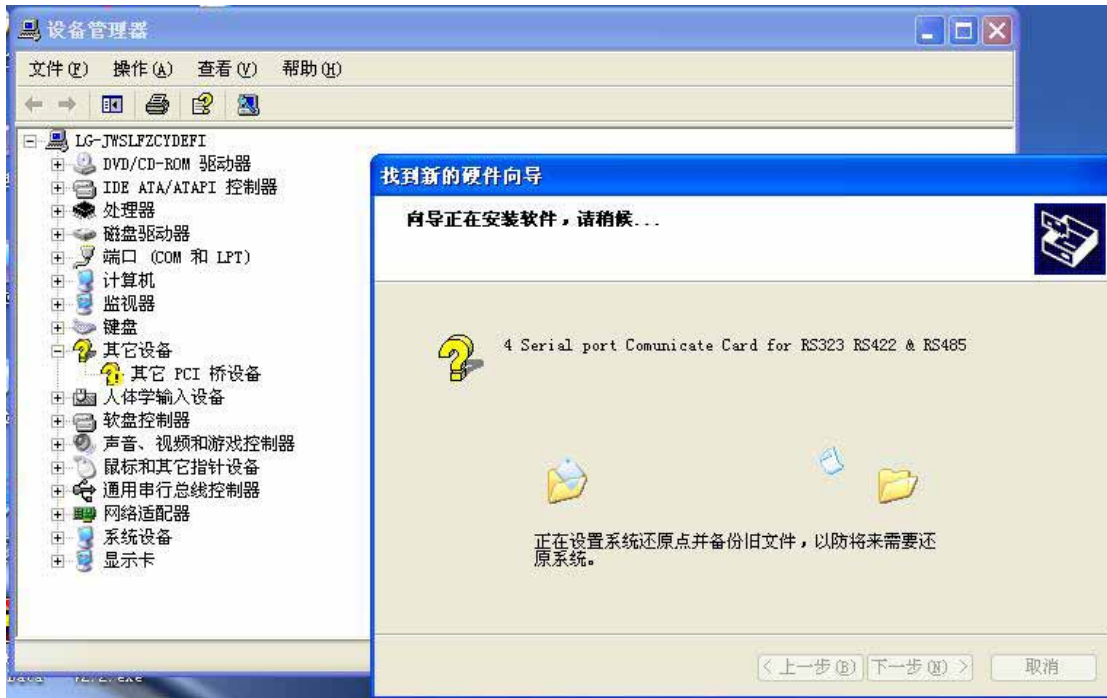 设备管理器
文件(F) 操作(A) 查看(V) 帮助(H)
LG-JWSLFZCYDEFI
DVD/CD-ROM 驱动器
IDE ATA/ATAPI 控制器
处理器
磁盘驱动器
端口 (COM 和 LPT)
计算机
监视器
键盘
其它设备
其它 PCI 桥设备
人体学输入设备
软盘控制器
声音、视频和游戏控制器
鼠标和其它指针设备
通用串行总线控制器
网络适配器
系统设备
显示卡
找到新的硬件向导
向导正在安装软件，请稍候...
4 Serial port Comunicate Card for RS323 RS422 & RS485
正在设置系统还原点并备份旧文件，以防将来需要还
原系统。
< 上一步(B) 下一步(N) > 取消